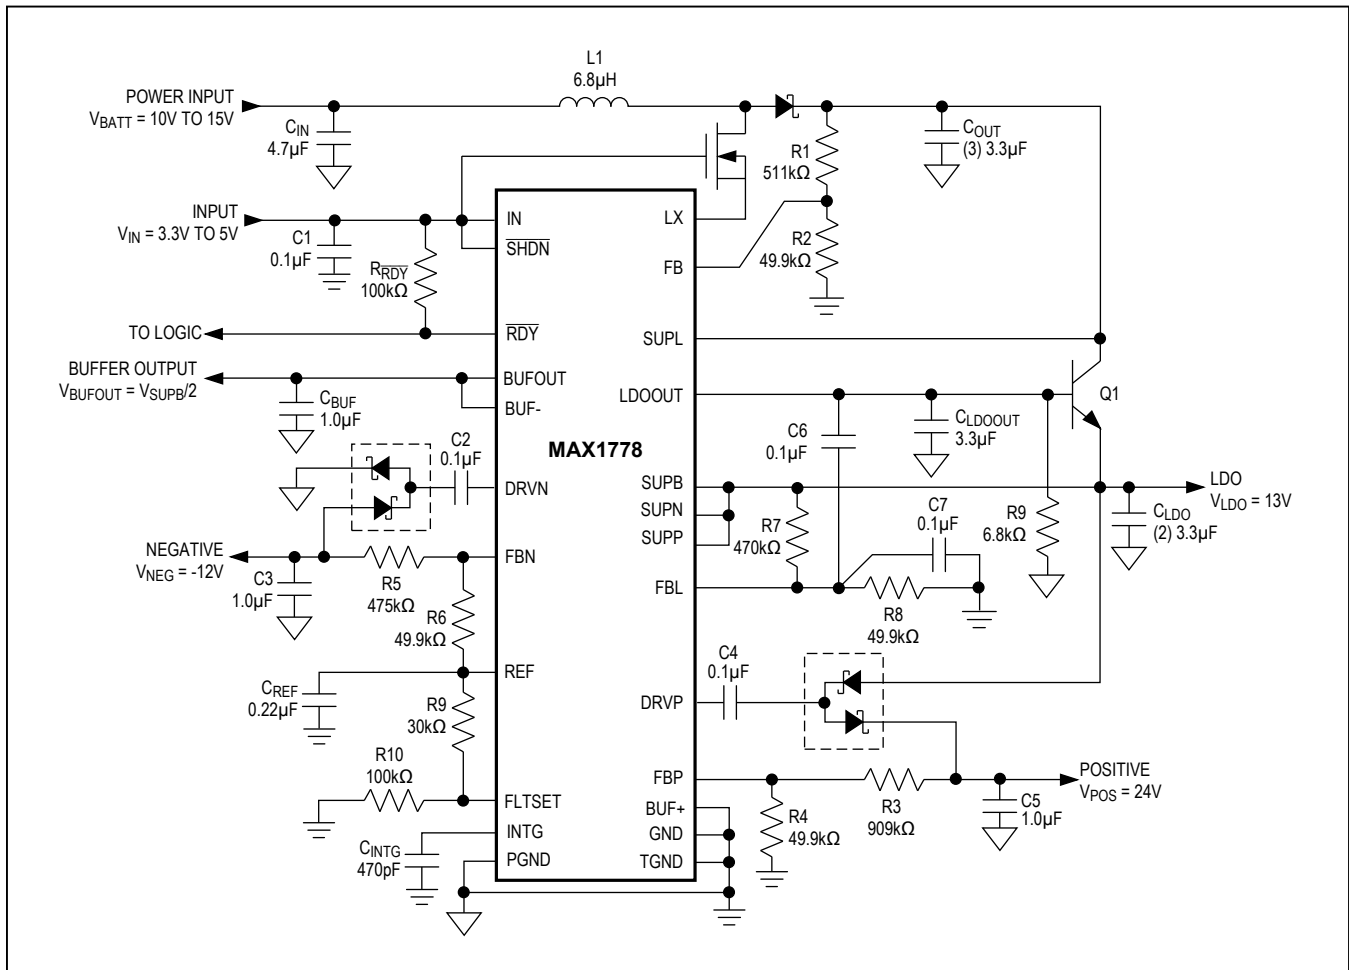 L1
6.8µH
POWER INPUT
V_BATT = 10V TO 15V
C_IN
4.7µF
R1
511kΩ
C_OUT
(3) 3.3µF
INPUT
V_IN = 3.3V TO 5V
C1
0.1µF
R_RDY
100kΩ
IN
SHDN
LX
FB
R2
49.9kΩ
TO LOGIC
RDY
SUPL
BUFFER OUTPUT
V_BUFOUT = V_SUPB/2
BUFOUT
BUF-
LDOOUT
Q1
C_BUF
1.0µF
C2
0.1µF
MAX1778
C6
0.1µF
C_LDOOUT
3.3µF
DRVN
SUPB
SUPN
SUPP
R7
470kΩ
C7
0.1µF
R9
6.8kΩ
LDO
V_LDO = 13V
C_LDO
(2) 3.3µF
NEGATIVE
V_NEG = -12V
C3
1.0µF
R5
475kΩ
FBN
FBL
R8
49.9kΩ
R6
49.9kΩ
REF
C_REF
0.22µF
R9
30kΩ
C4
0.1µF
DRVP
R10
100kΩ
FLTSET
FBP
R3
909kΩ
POSITIVE
V_POS = 24V
C5
1.0µF
R4
49.9kΩ
BUF+
GND
TGND
INTG
PGND
C_INTG
470pF